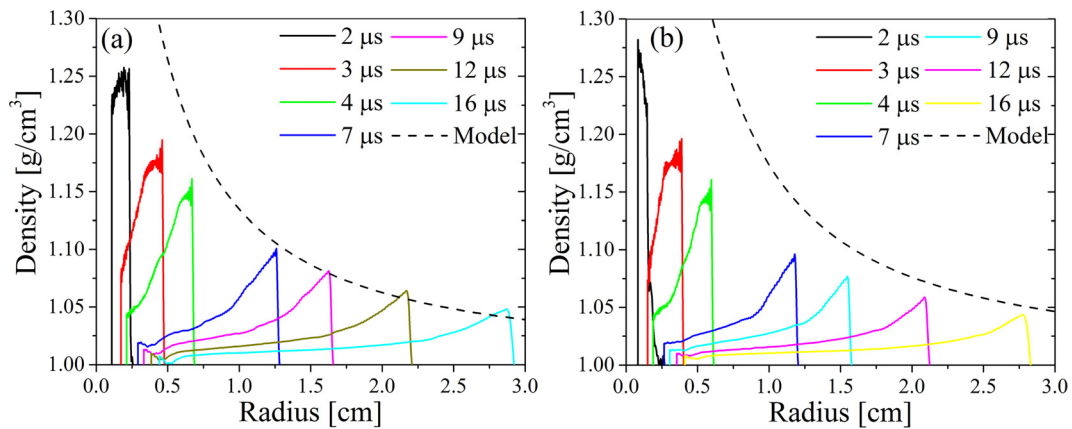 (a)
2 μs 9 μs
3 μs 12 μs
4 μs 16 μs
7 μs Model
1.30
1.25
1.20
1.15
1.10
1.05
1.00
Density [g/cm³]
0.0 0.5 1.0 1.5 2.0 2.5 3.0
Radius [cm]
(b)
2 μs 9 μs
3 μs 12 μs
4 μs 16 μs
7 μs Model
1.30
1.25
1.20
1.15
1.10
1.05
1.00
Density [g/cm³]
0.0 0.5 1.0 1.5 2.0 2.5 3.0
Radius [cm]